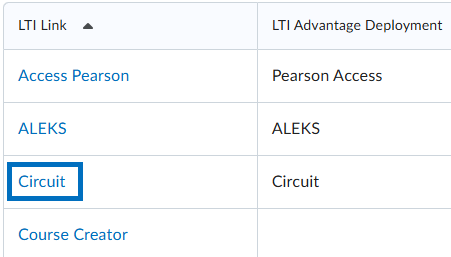 LTI Link LTI Advantage Deployment
Access Pearson Pearson Access
ALEKS ALEKS
Circuit Circuit
Course Creator